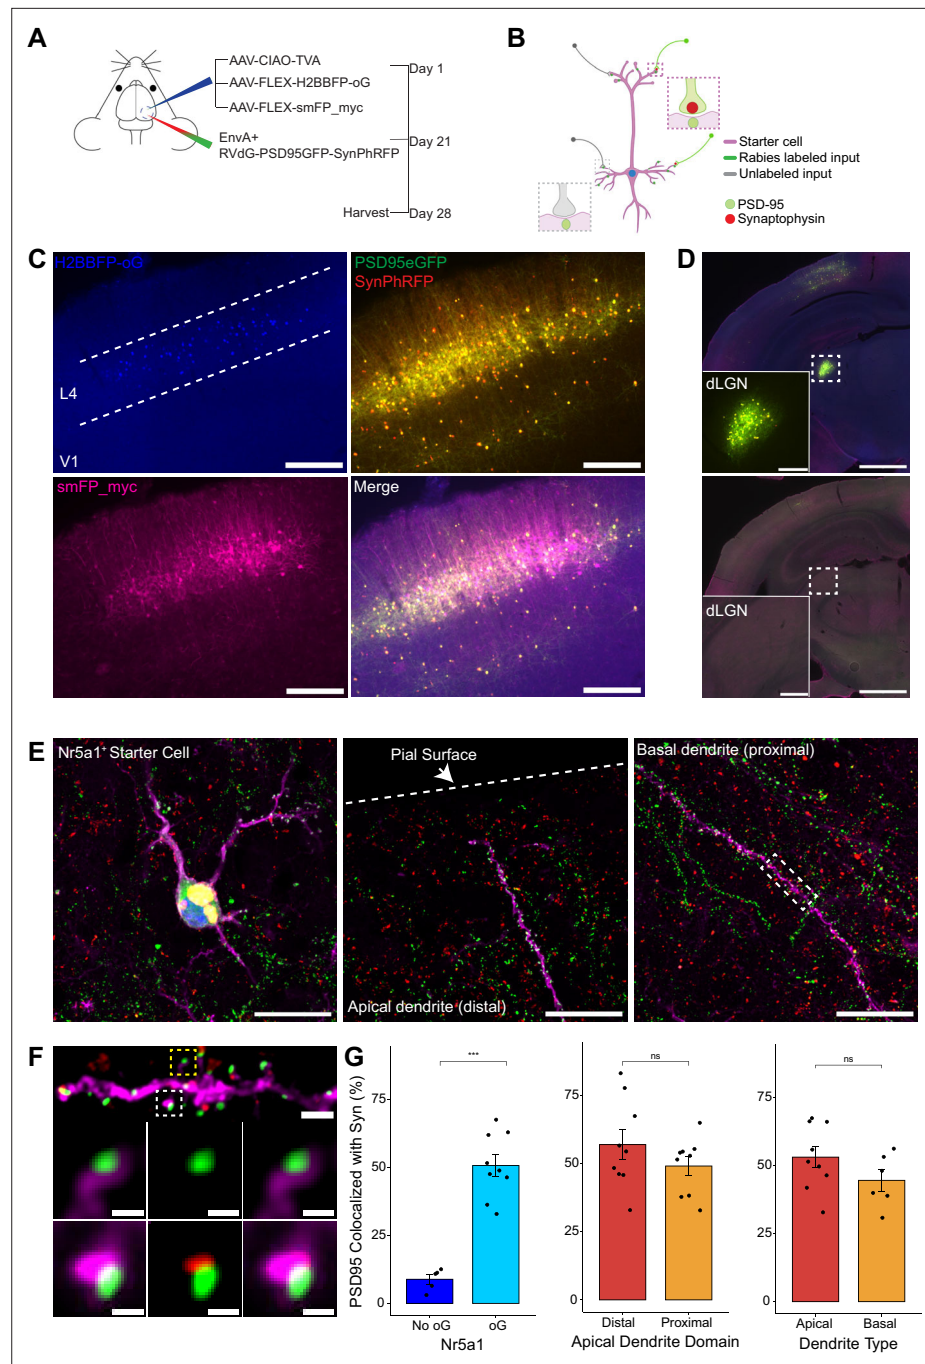 A
AAV-CIAO-TVA
AAV-FLEX-H2BBFP-oG
AAV-FLEX-smFP_myc
EnvA+
RVdG-PSD95GFP-SynPhRFP
Harvest
Day 1
Day 21
Day 28
B
Starter cell
Rabies labeled input
Unlabeled input
PSD-95
Synaptophysin
C
H2BBFP-oG
L4
V1
PSD95eGFP
SynPhRFP
smFP_myc
Merge
D
dLGN
dLGN
E
Nr5a1+ Starter Cell
Pial Surface
Apical dendrite (distal)
Basal dendrite (proximal)
F
G
PSD95 Colocalized with Syn (%)
***
75
50
25
0
No oG
oG
Nr5a1
ns
75
50
25
0
Distal
Proximal
Apical Dendrite Domain
ns
75
50
25
0
Apical
Basal
Dendrite Type